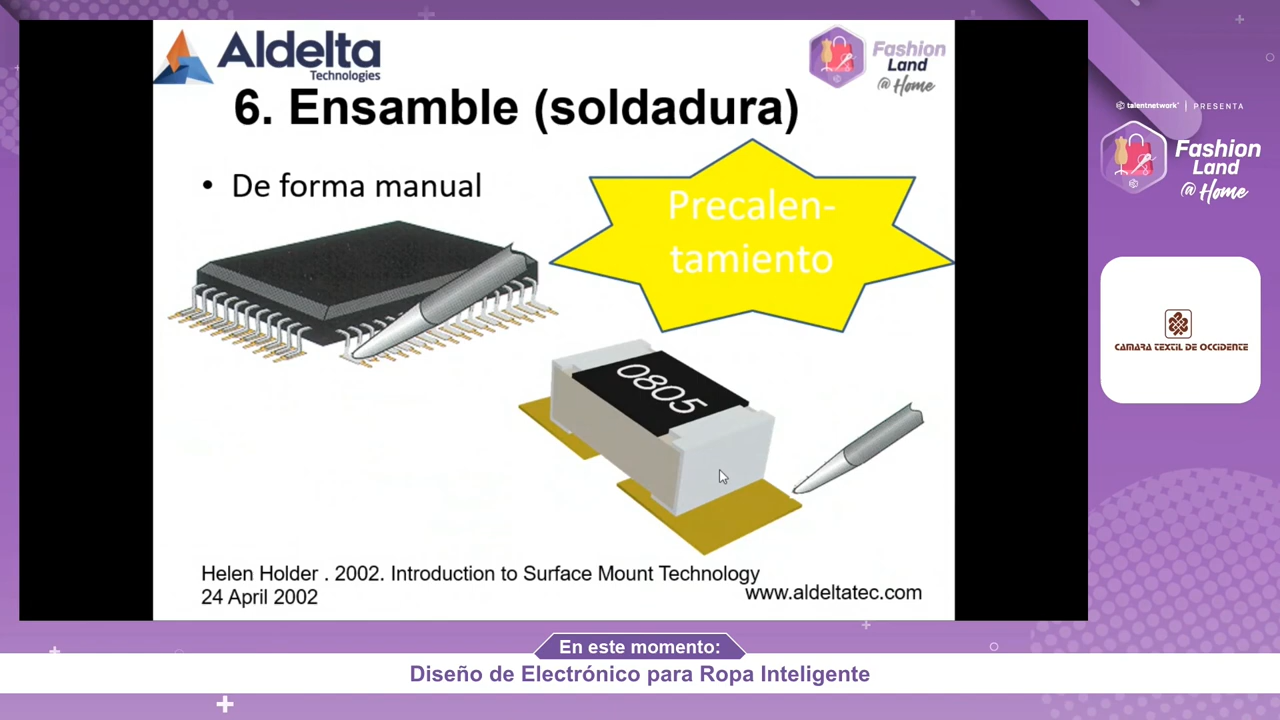 Aldelta
Technologies
Fashion
Land
@ Home
6. Ensamble (soldadura)
• De forma manual
Precalen-
tamiento
0805
Helen Holder . 2002. Introduction to Surface Mount Technology
24 April 2002
www.aldeltatec.com
talentnetwork | PRESENTA
Fashion
Land
@ Home
CAMARA TEXTIL DE OCCIDENTE
En este momento:
Diseño de Electrónico para Ropa Inteligente